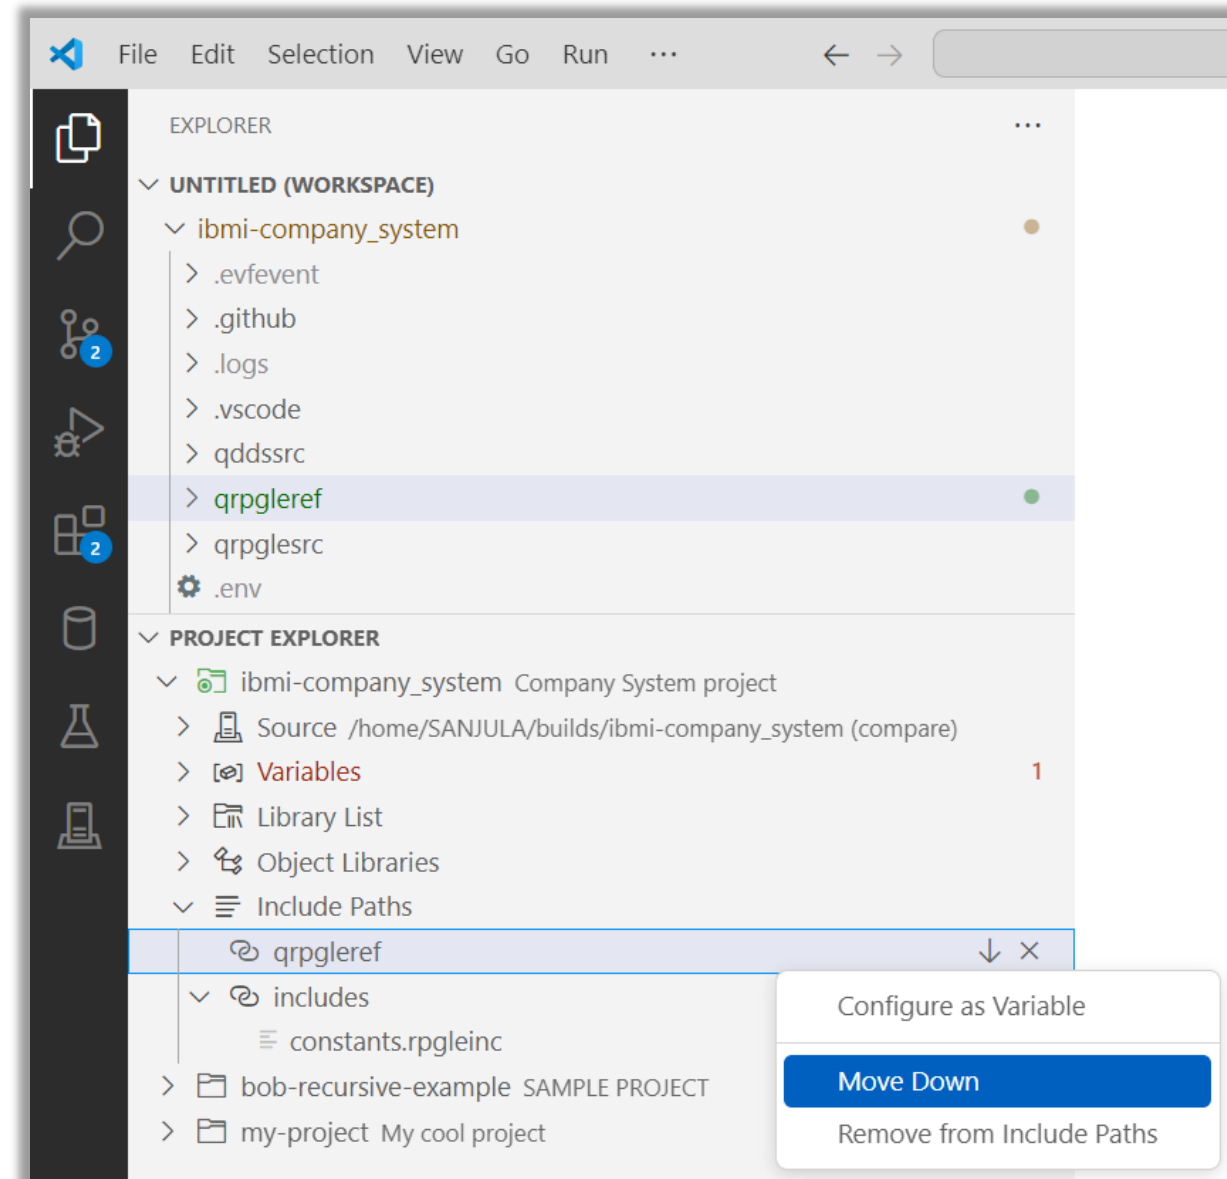 File Edit Selection View Go Run ···
EXPLORER ···
UNTITLED (WORKSPACE)
ibmi-company_system
.evfevent
.github
.logs
2
.vscode
qddssrc
qrpgleref
qrpglesrc
2
.env
PROJECT EXPLORER
ibmi-company_system Company System project
Source /home/SANJULA/builds/ibmi-company_system (compare)
Variables 1
Library List
Object Libraries
Include Paths
qrpgleref
includes
constants.rpgleinc
bob-recursive-example SAMPLE PROJECT
my-project My cool project
Configure as Variable
Move Down
Remove from Include Paths